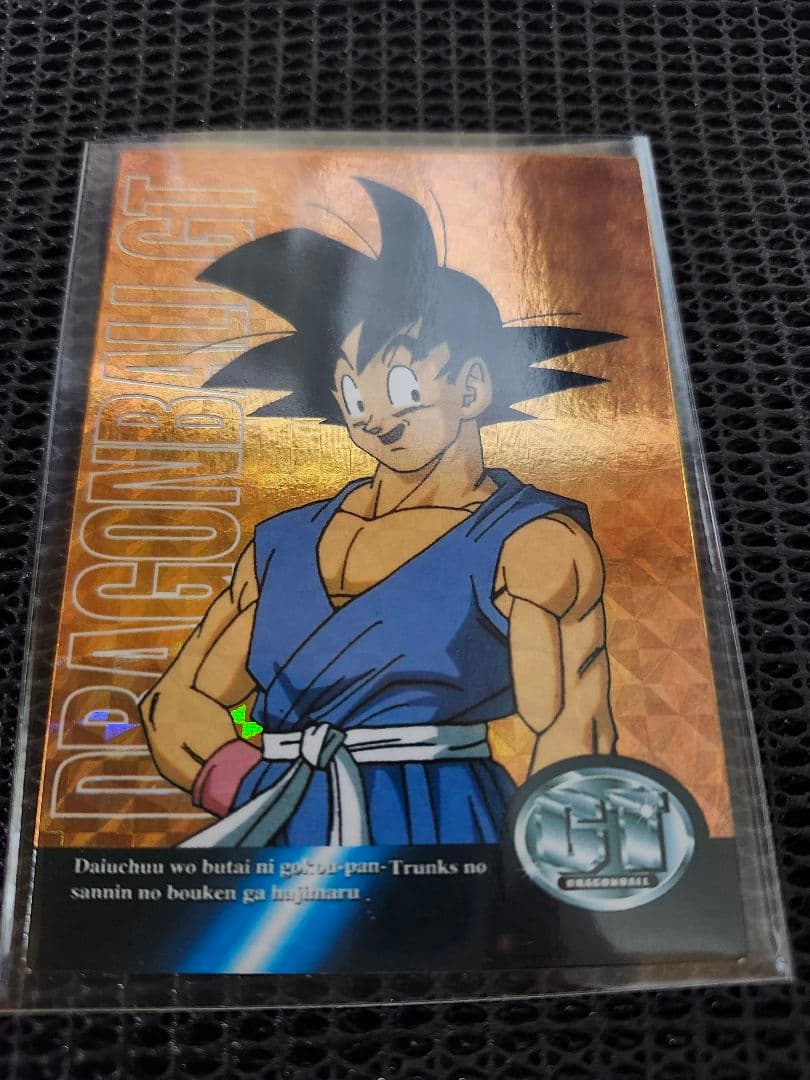 DRAGONBALL GT
Daiuchuu wo butai ni gokou-pan-Trunks no
sannin no bouken ga hajimaru .
GT
DRAGONBALL